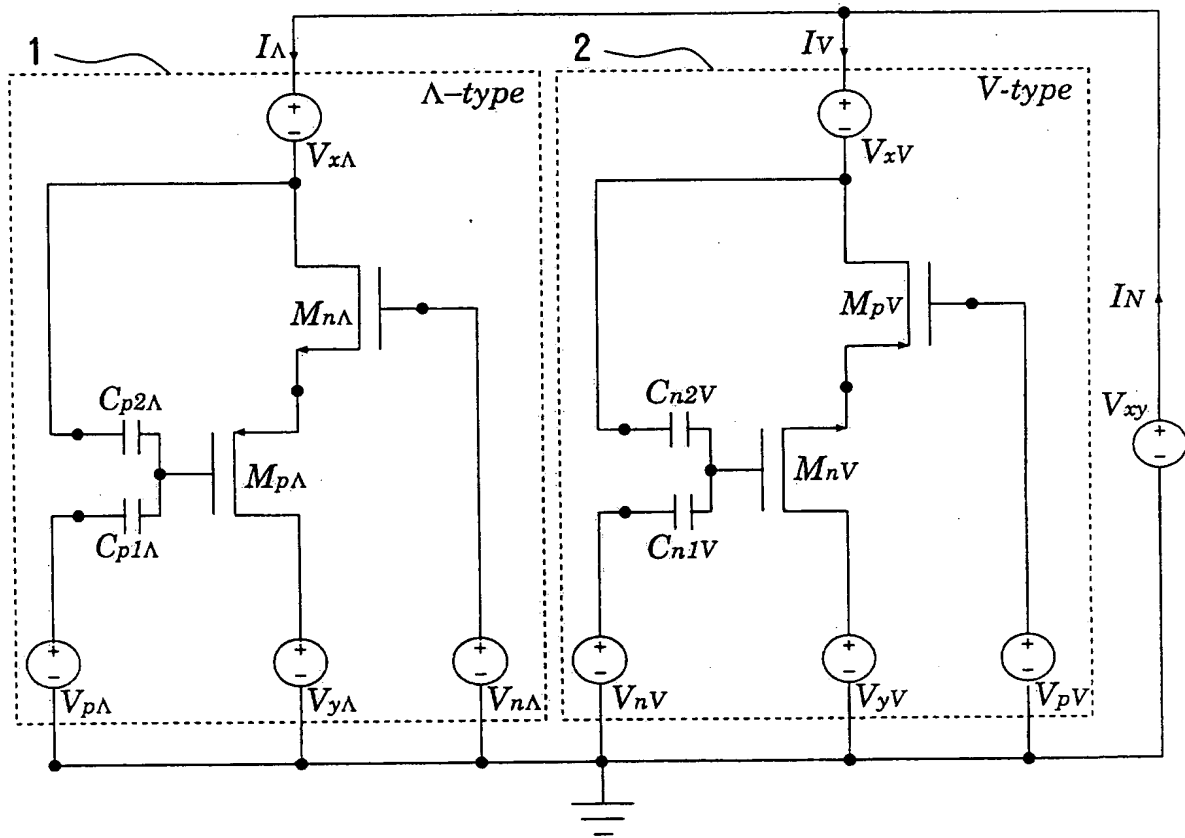 1
IΛ
Λ-type
+
−
VxΛ
MnΛ
Cp2Λ
MpΛ
Cp1Λ
+
−
VpΛ
+
−
VyΛ
+
−
VnΛ
2
IV
V-type
+
−
VxV
MpV
Cn2V
MnV
Cn1V
+
−
VnV
+
−
VyV
+
−
VpV
IN
Vxy
+
−